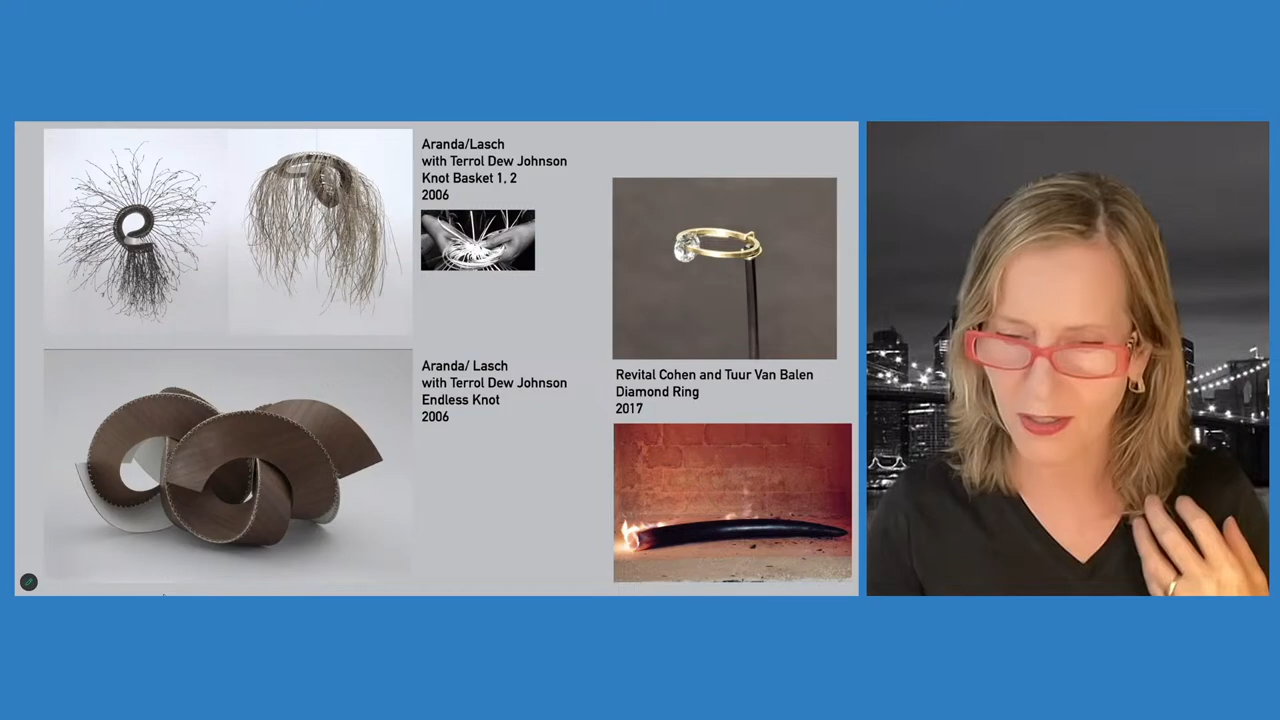 Aranda/Lasch
with Terrol Dew Johnson
Knot Basket 1, 2
2006
Aranda/ Lasch
with Terrol Dew Johnson
Endless Knot
2006
Revital Cohen and Tuur Van Balen
Diamond Ring
2017